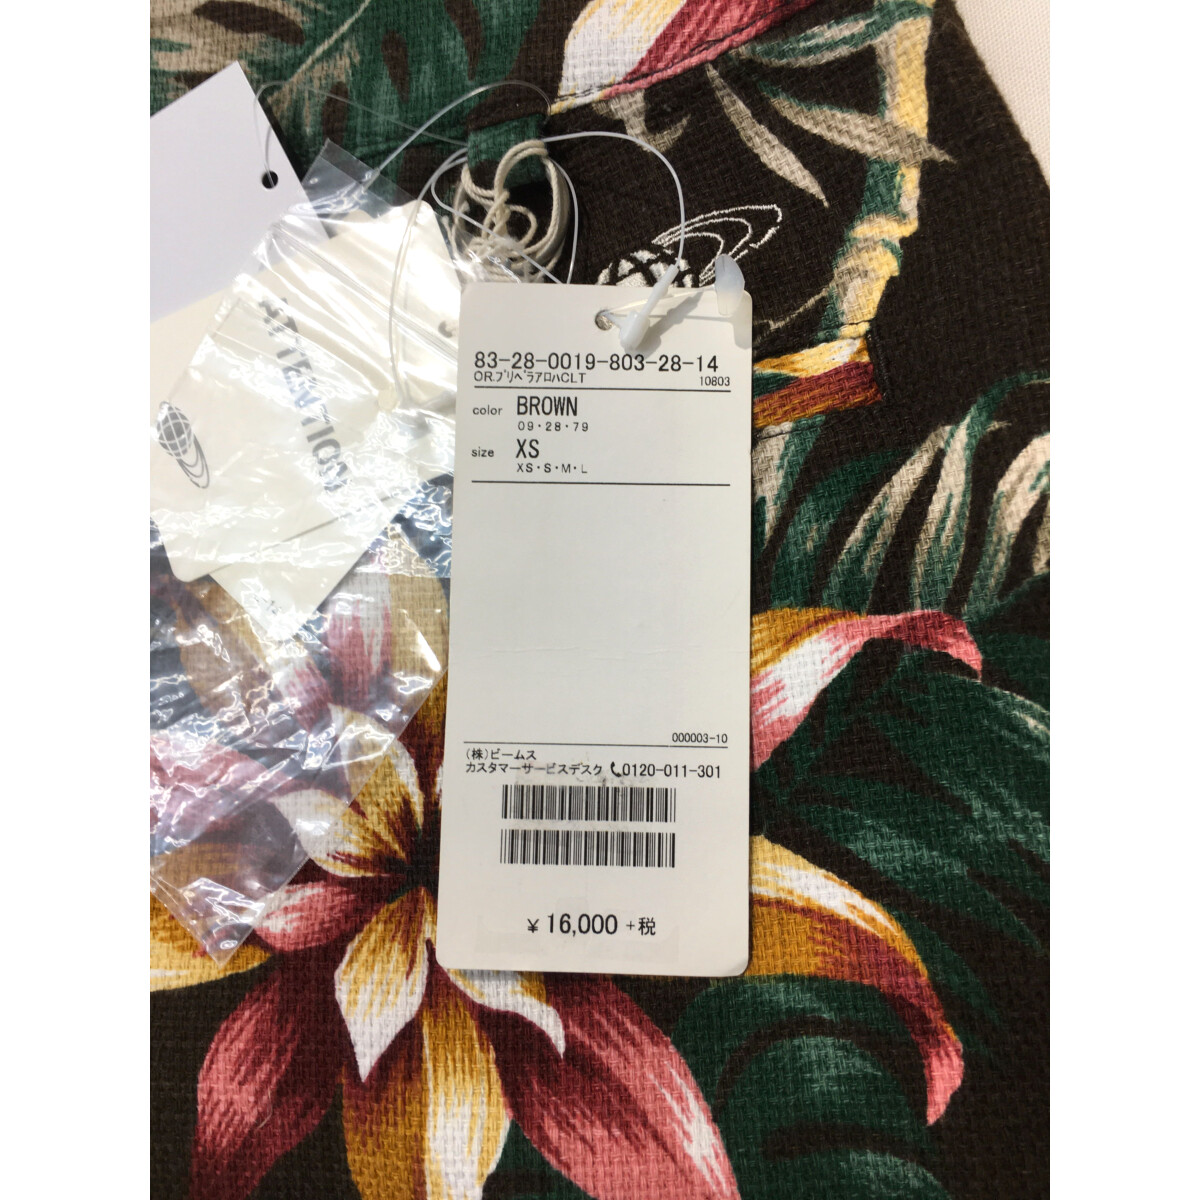 83-28-0019-803-28-14
OR.プリペラアロハCLT 10803
color BROWN
09・28・79
size XS
XS・S・M・L
000003-10
(株)ビームス
カスタマーサービスデスク 0120-011-301
¥ 16,000 +税
ATTENTION